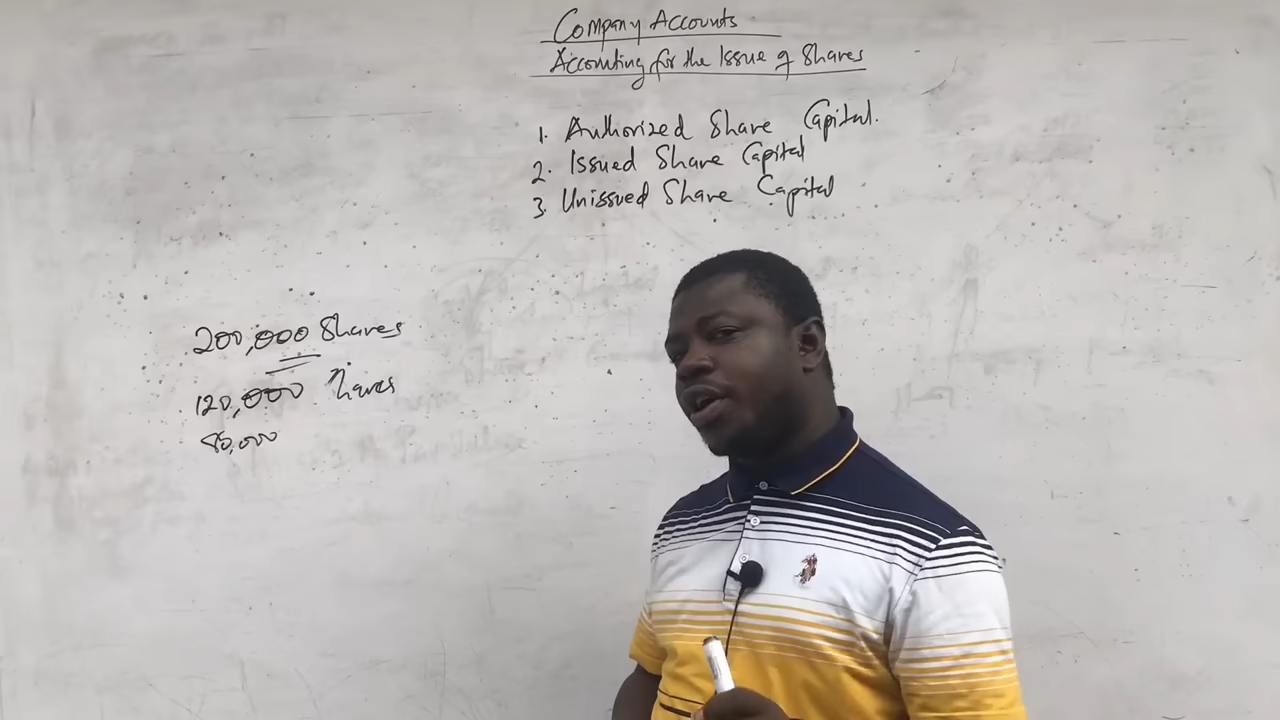 Company Accounts
Accounting for the Issue of Shares
1. Authorized Share Capital.
2. Issued Share Capital
3. Unissued Share Capital
200,000 Shares
120,000 Shares
80,000